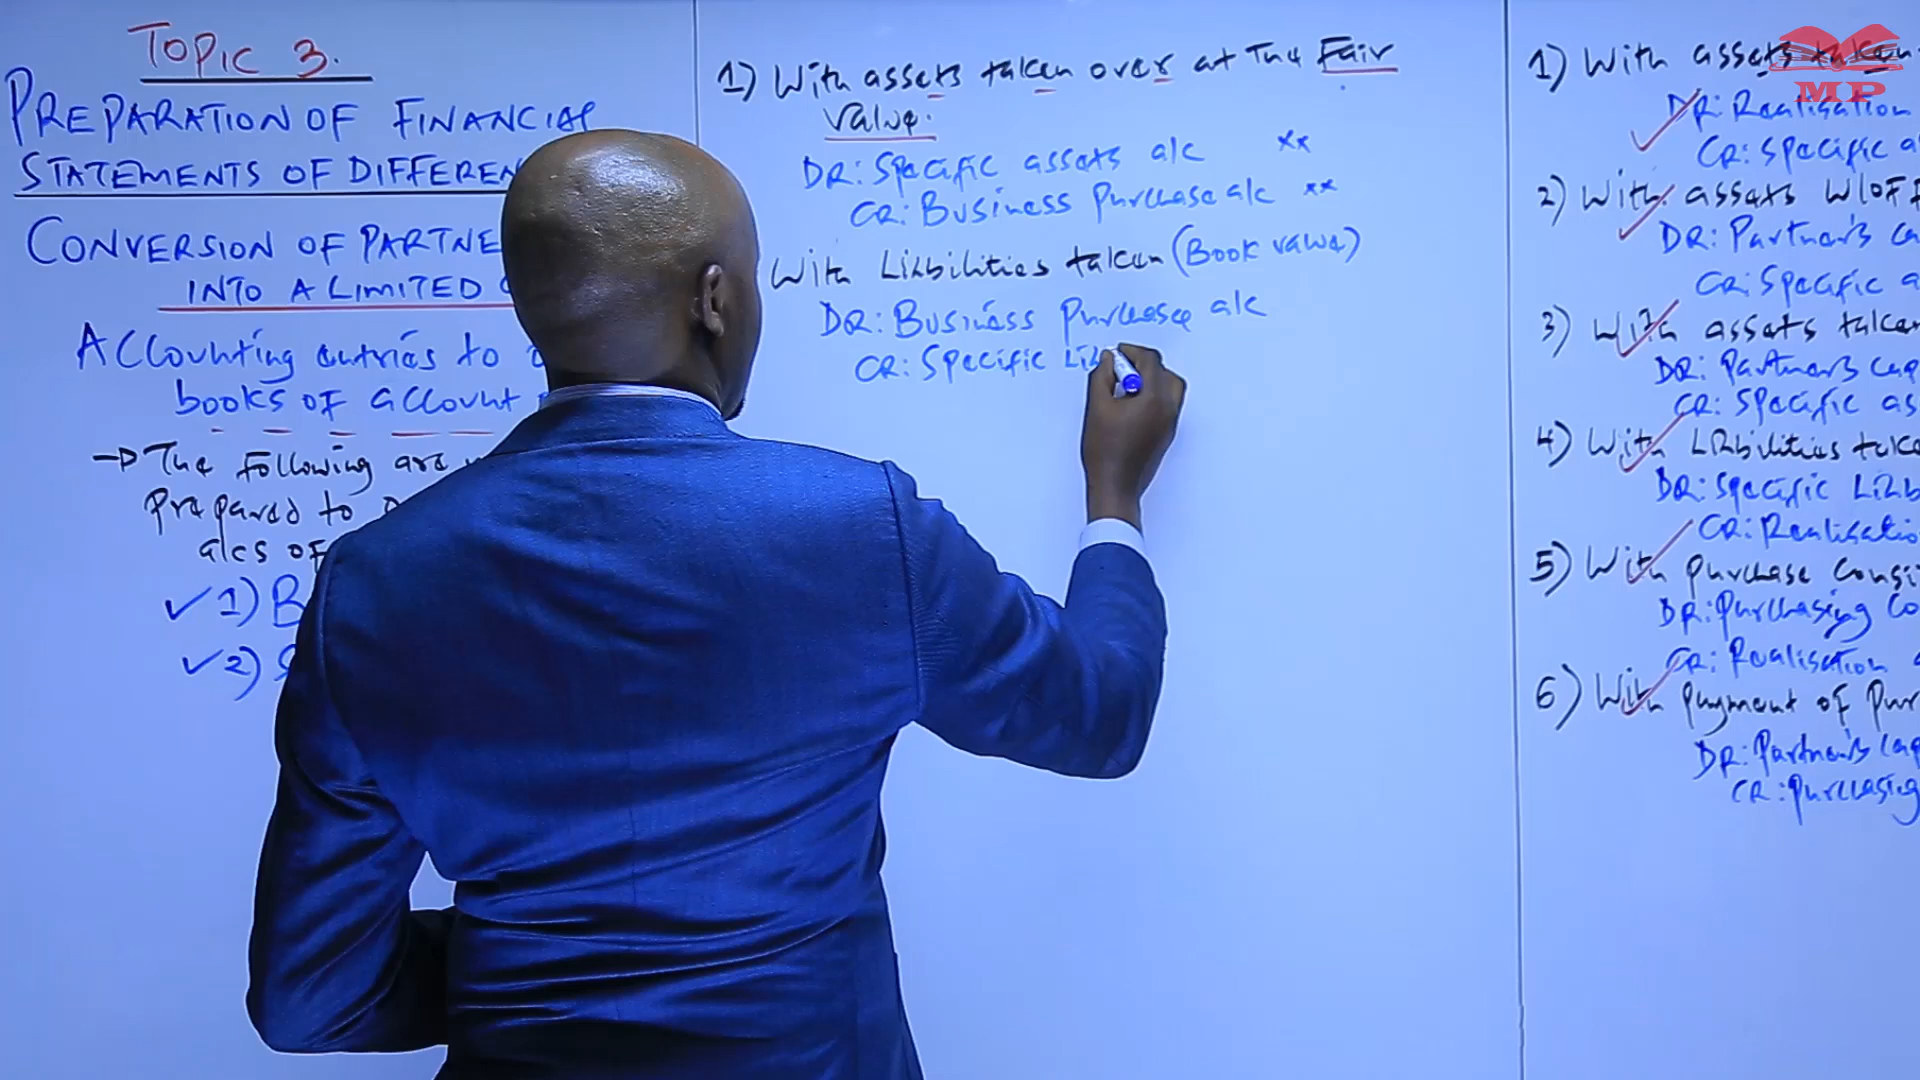 TOPIC 3.
PREPARATION OF FINANCIAL
STATEMENTS OF DIFFEREN
CONVERSION OF PARTNE
INTO A LIMITED
Accounting entries to
books of account
→ The following are
prepared to
a/cs of
✓ 1) B
✓ 2) S
1) With assets taken over at The Fair
Value.
DR: Specific assets a/c **
CR: Business Purchase a/c **
With Liabilities taken (Book value)
DR: Business Purchase a/c
CR: Specific Lia
1) With assets taken
DR: Realisation
CR: Specific a
2) With assets w/off
DR: Partner's ca
CR: Specific a
3) With assets taken
DR: Partner's cap
CR: Specific as
4) With Liabilities take
DR: Specific Liab
CR: Realisatio
5) With purchase consi
DR: Purchasing Co
CR: Realisation a
6) With payment of Pur
DR: Partner's cap
CR: Purchasing
MP